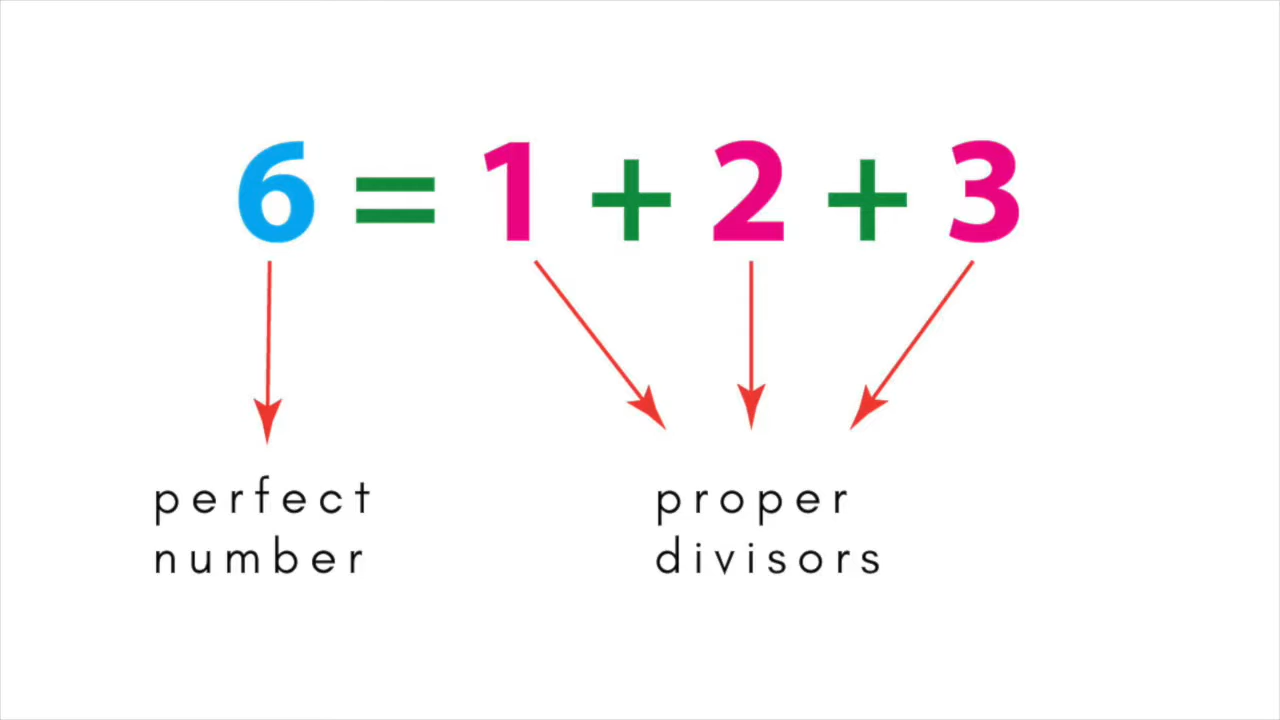 6 = 1 + 2 + 3
perfect proper
number divisors